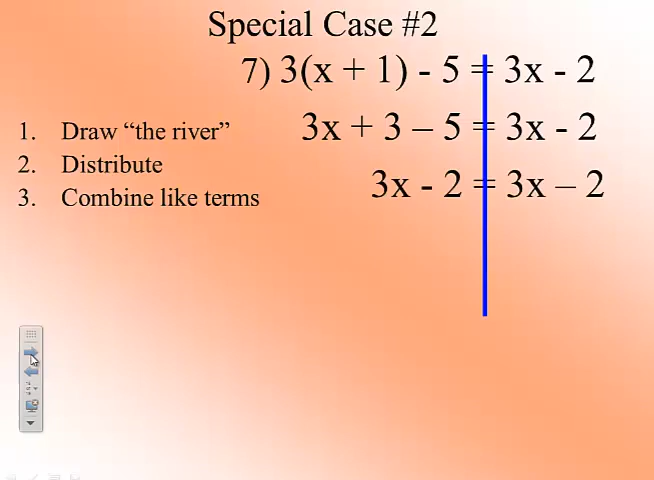 Special Case #2
7) 3(x + 1) - 5 = 3x - 2
1. Draw “the river”
3x + 3 – 5 = 3x - 2
2. Distribute
3x - 2 = 3x – 2
3. Combine like terms